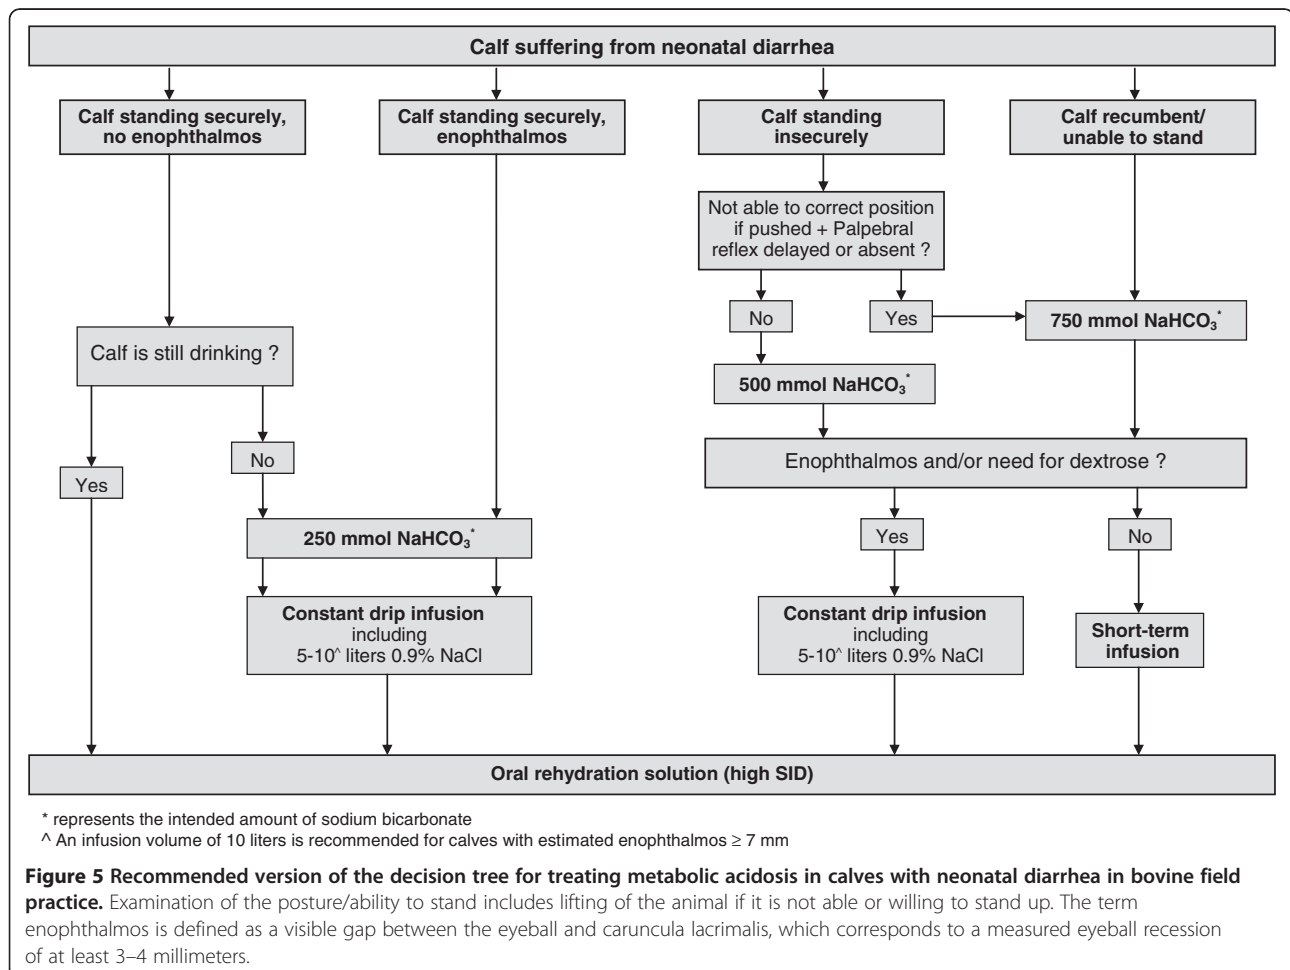 Calf suffering from neonatal diarrhea
Calf standing securely,
no enophthalmos
Calf standing securely,
enophthalmos
Calf standing
insecurely
Calf recumbent/
unable to stand
Not able to correct position
if pushed + Palpebral
reflex delayed or absent ?
No
Yes
750 mmol NaHCO₃*
Calf is still drinking ?
500 mmol NaHCO₃*
Yes
No
Enophthalmos and/or need for dextrose ?
250 mmol NaHCO₃*
Yes
No
Constant drip infusion
including
5-10^ liters 0.9% NaCl
Constant drip infusion
including
5-10^ liters 0.9% NaCl
Short-term
infusion
Oral rehydration solution (high SID)
* represents the intended amount of sodium bicarbonate
^ An infusion volume of 10 liters is recommended for calves with estimated enophthalmos ≥ 7 mm
Figure 5 Recommended version of the decision tree for treating metabolic acidosis in calves with neonatal diarrhea in bovine field
practice. Examination of the posture/ability to stand includes lifting of the animal if it is not able or willing to stand up. The term
enophthalmos is defined as a visible gap between the eyeball and caruncula lacrimalis, which corresponds to a measured eyeball recession
of at least 3–4 millimeters.